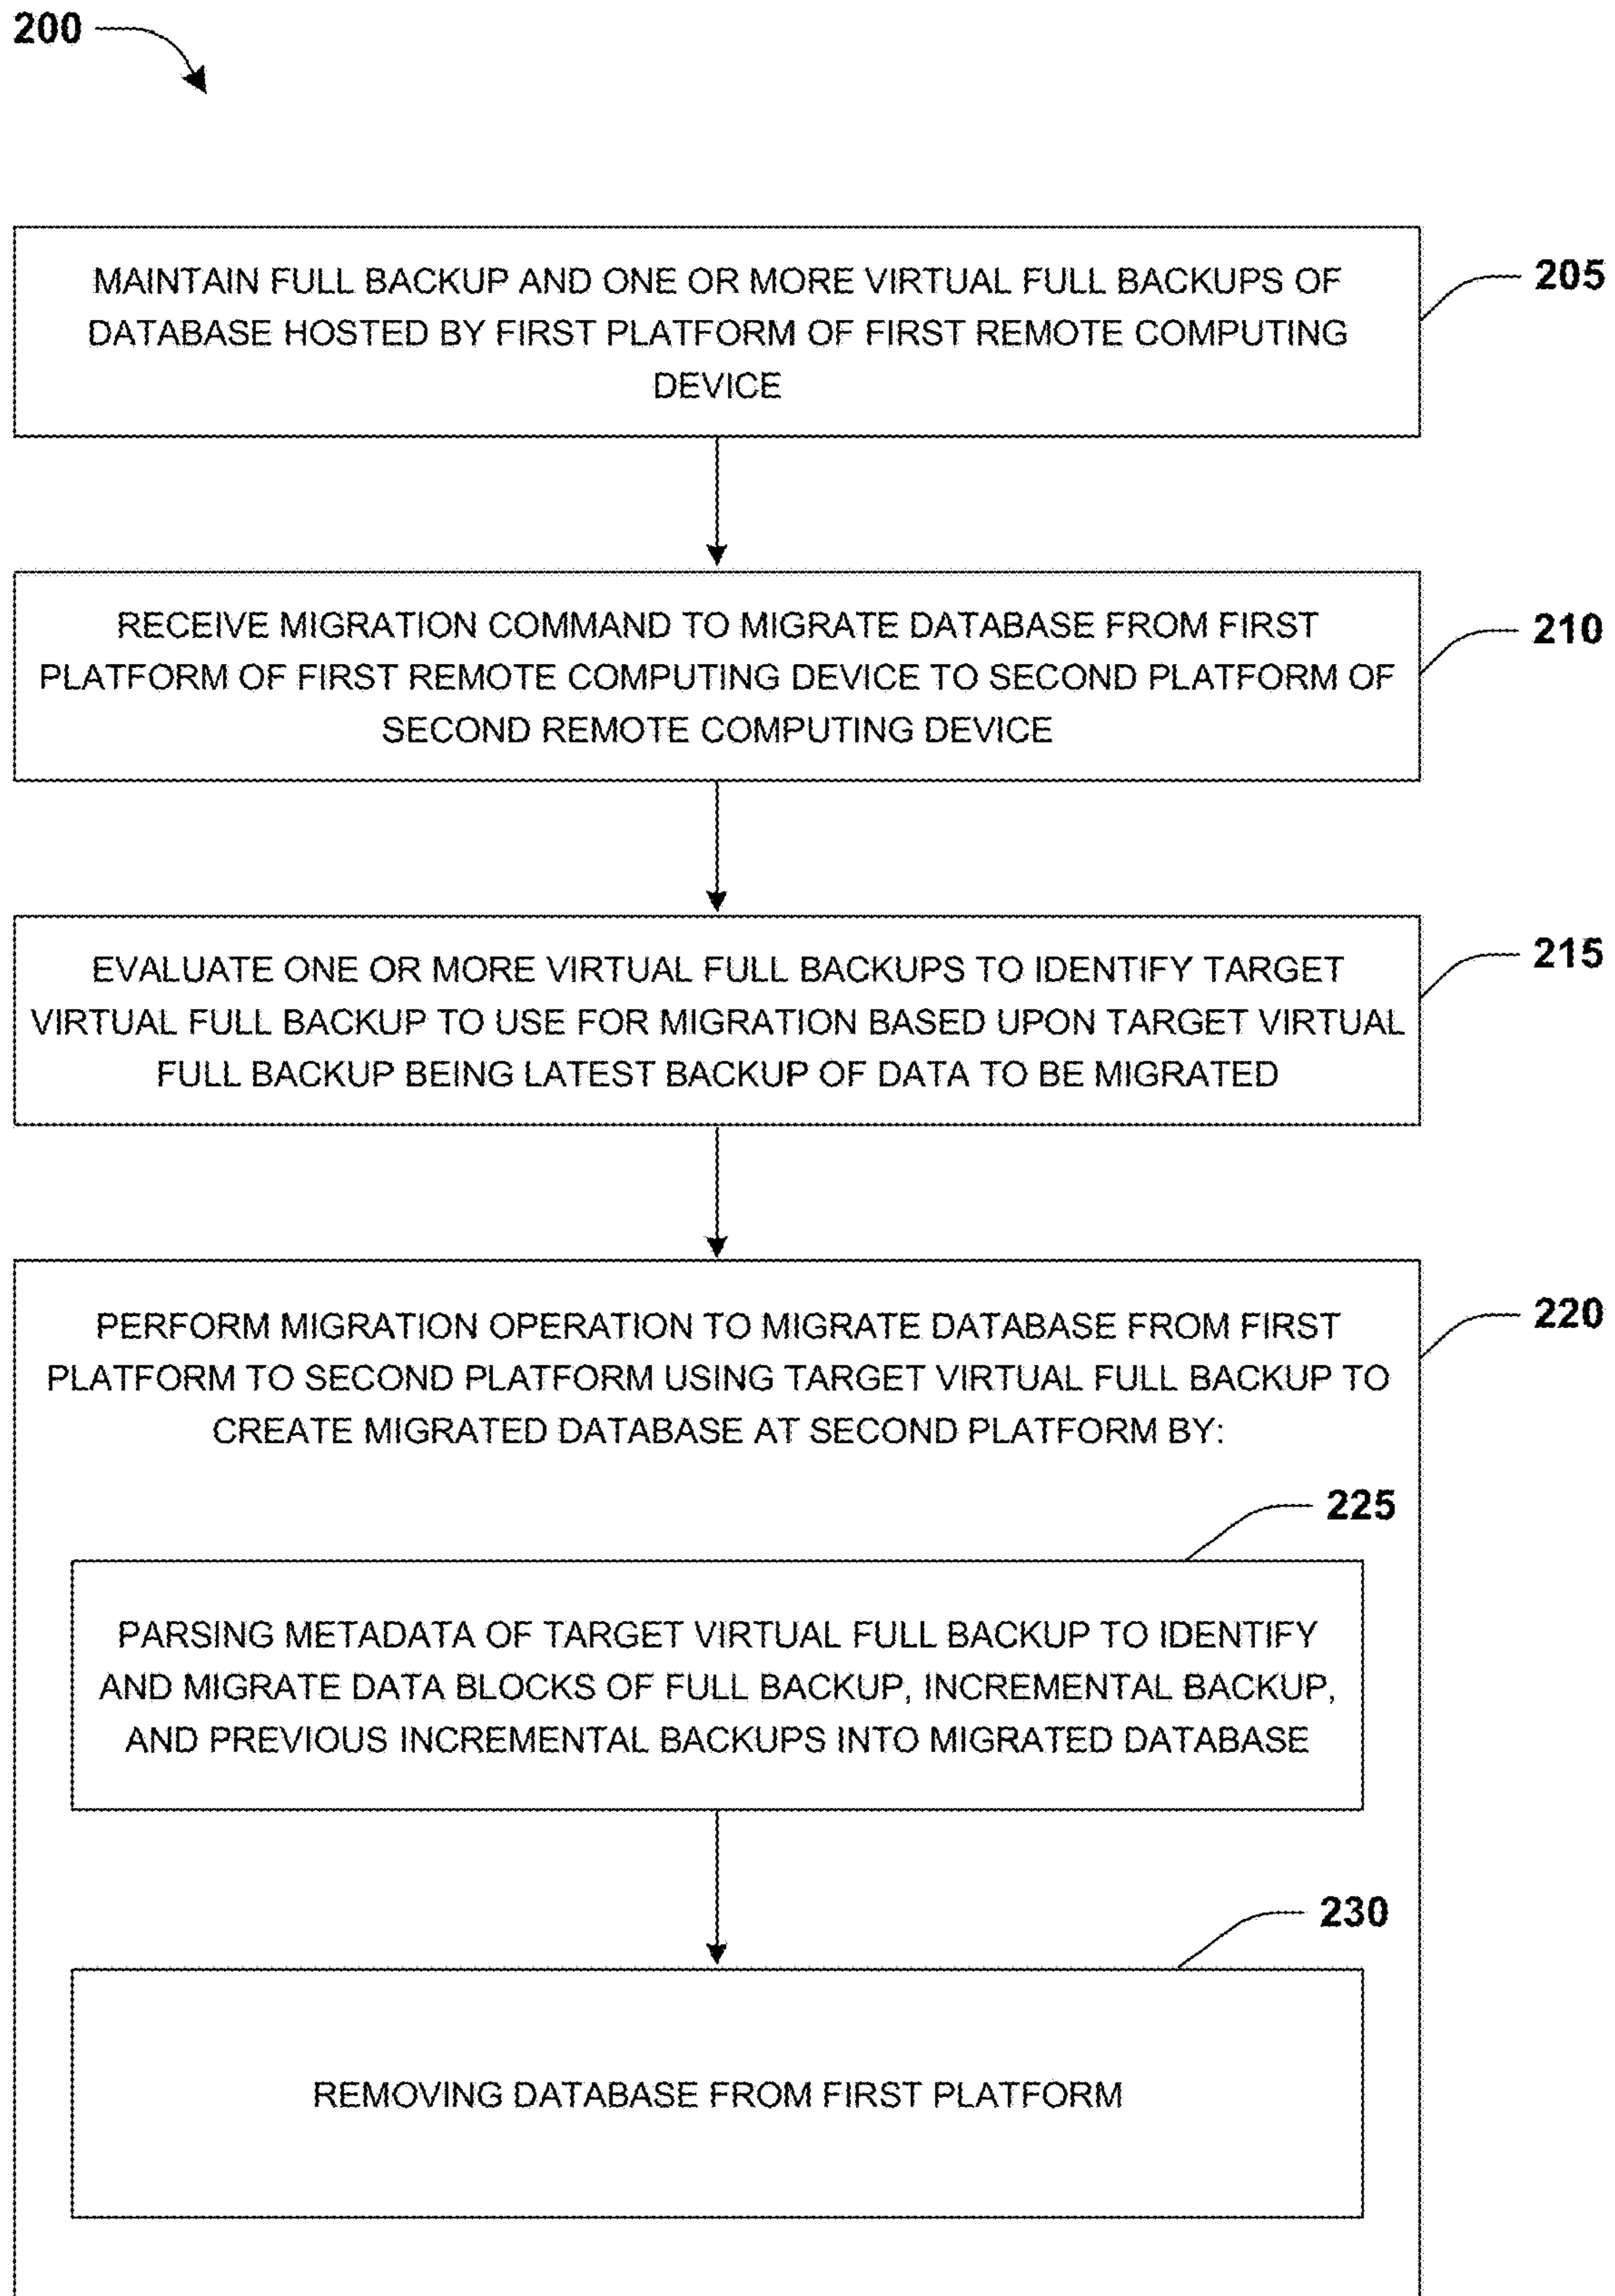 200
MAINTAIN FULL BACKUP AND ONE OR MORE VIRTUAL FULL BACKUPS OF
DATABASE HOSTED BY FIRST PLATFORM OF FIRST REMOTE COMPUTING
DEVICE
205
RECEIVE MIGRATION COMMAND TO MIGRATE DATABASE FROM FIRST
PLATFORM OF FIRST REMOTE COMPUTING DEVICE TO SECOND PLATFORM OF
SECOND REMOTE COMPUTING DEVICE
210
EVALUATE ONE OR MORE VIRTUAL FULL BACKUPS TO IDENTIFY TARGET
VIRTUAL FULL BACKUP TO USE FOR MIGRATION BASED UPON TARGET VIRTUAL
FULL BACKUP BEING LATEST BACKUP OF DATA TO BE MIGRATED
215
PERFORM MIGRATION OPERATION TO MIGRATE DATABASE FROM FIRST
PLATFORM TO SECOND PLATFORM USING TARGET VIRTUAL FULL BACKUP TO
CREATE MIGRATED DATABASE AT SECOND PLATFORM BY:
220
225
PARSING METADATA OF TARGET VIRTUAL FULL BACKUP TO IDENTIFY
AND MIGRATE DATA BLOCKS OF FULL BACKUP, INCREMENTAL BACKUP,
AND PREVIOUS INCREMENTAL BACKUPS INTO MIGRATED DATABASE
230
REMOVING DATABASE FROM FIRST PLATFORM